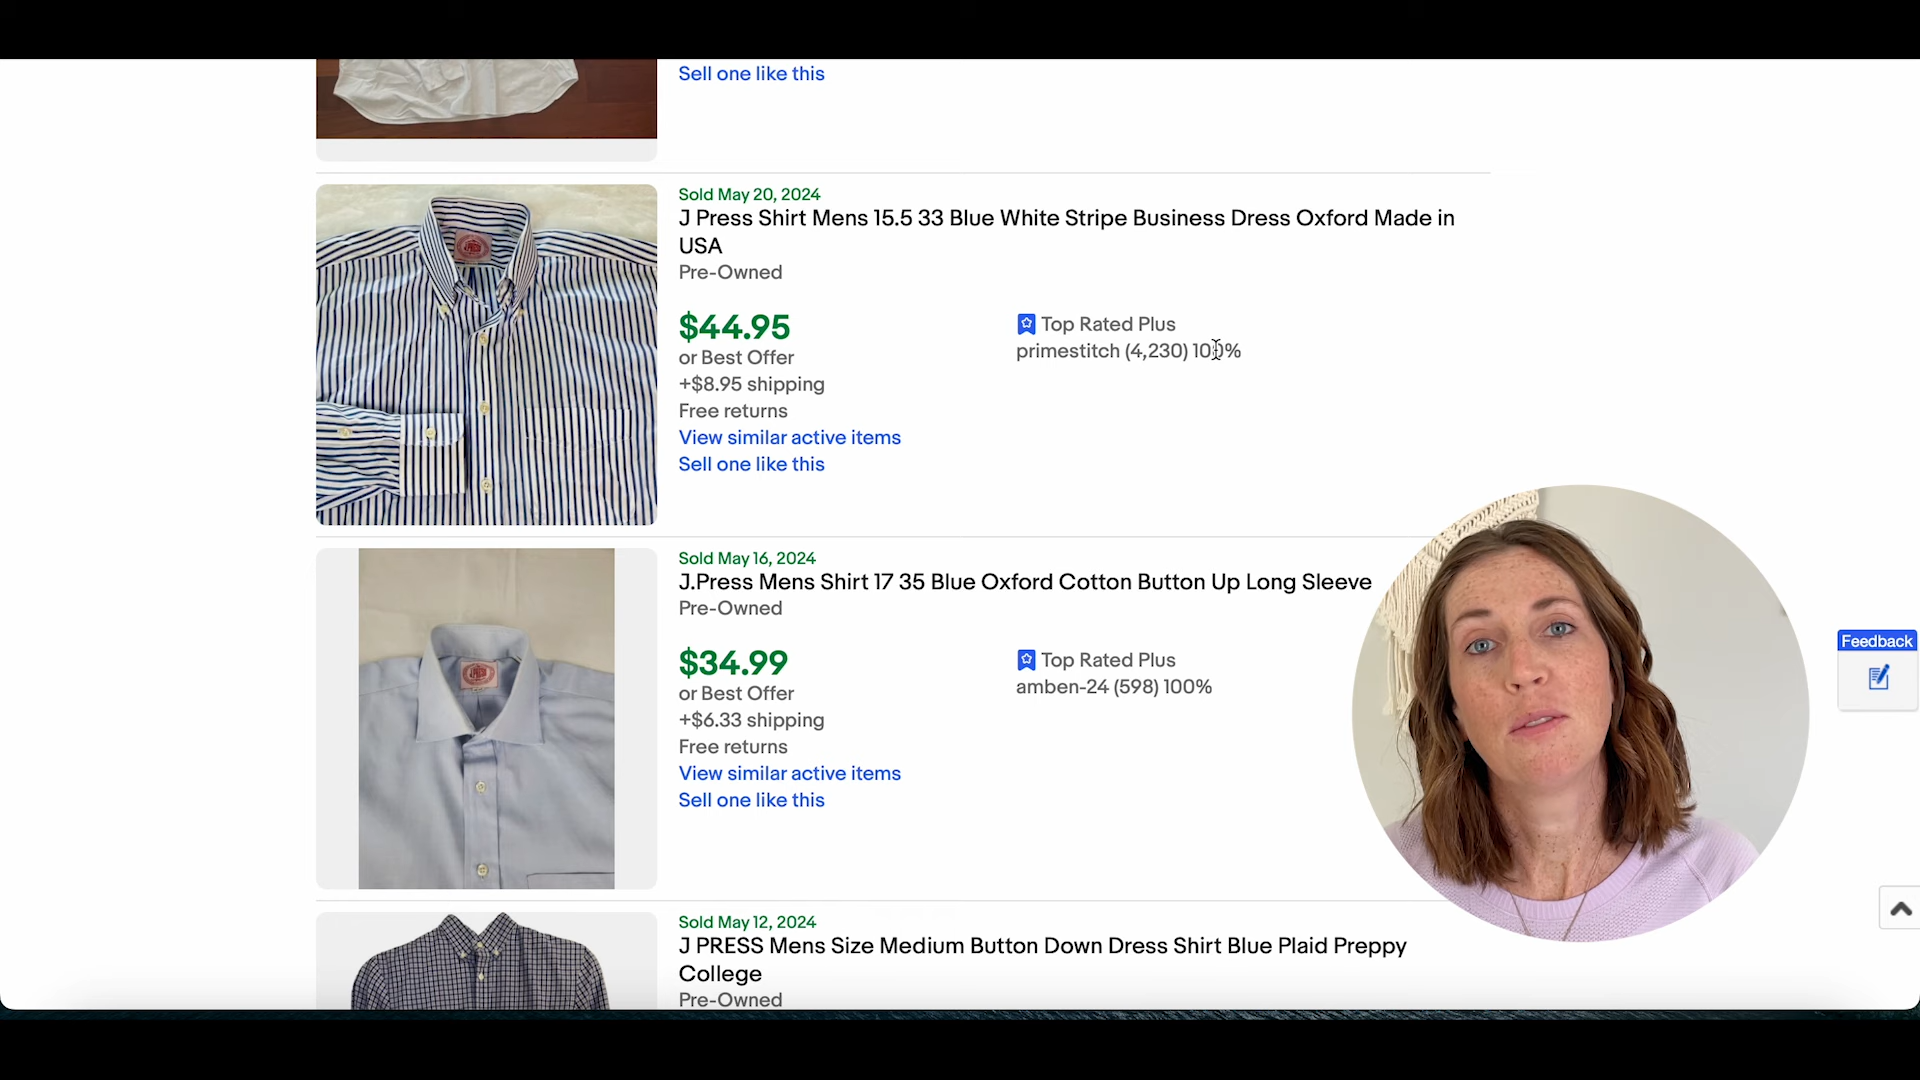 Sell one like this
Sold May 20, 2024
J Press Shirt Mens 15.5 33 Blue White Stripe Business Dress Oxford Made in
USA
Pre-Owned
$44.95
or Best Offer
+$8.95 shipping
Free returns
View similar active items
Sell one like this
Top Rated Plus
primestitch (4,230) 100%
Sold May 16, 2024
J.Press Mens Shirt 17 35 Blue Oxford Cotton Button Up Long Sleeve
Pre-Owned
$34.99
or Best Offer
+$6.33 shipping
Free returns
View similar active items
Sell one like this
Top Rated Plus
amben-24 (598) 100%
Feedback
Sold May 12, 2024
J PRESS Mens Size Medium Button Down Dress Shirt Blue Plaid Preppy
College
Pre-Owned